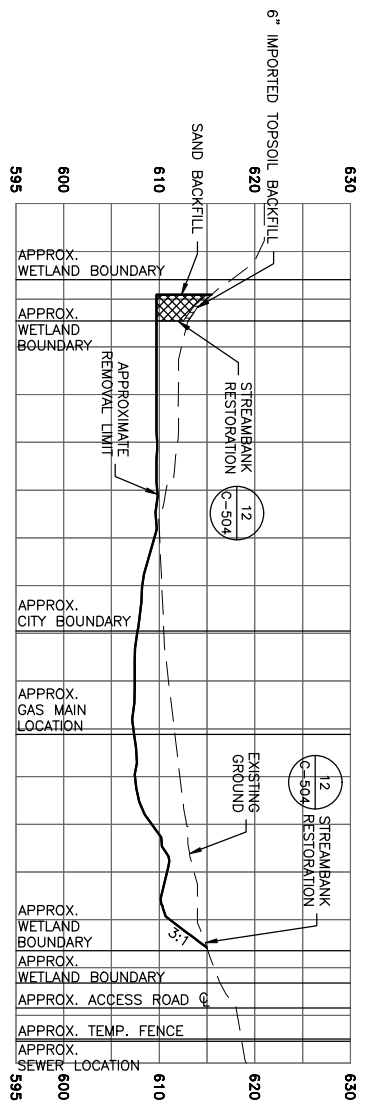 6" IMPORTED TOPSOIL BACKFILL
SAND BACKFILL
630
620
610
600
595
APPROX.
WETLAND BOUNDARY
APPROX.
WETLAND
BOUNDARY
STREAMBANK
RESTORATION
12
C-504
APPROXIMATE
REMOVAL LIMIT
APPROX.
CITY BOUNDARY
APPROX.
GAS MAIN
LOCATION
EXISTING
GROUND
12
C-504
STREAMBANK
RESTORATION
3:1
APPROX.
WETLAND
BOUNDARY
APPROX.
WETLAND BOUNDARY
APPROX. ACCESS ROAD ℄
APPROX. TEMP. FENCE
APPROX.
SEWER LOCATION
630
620
610
600
595